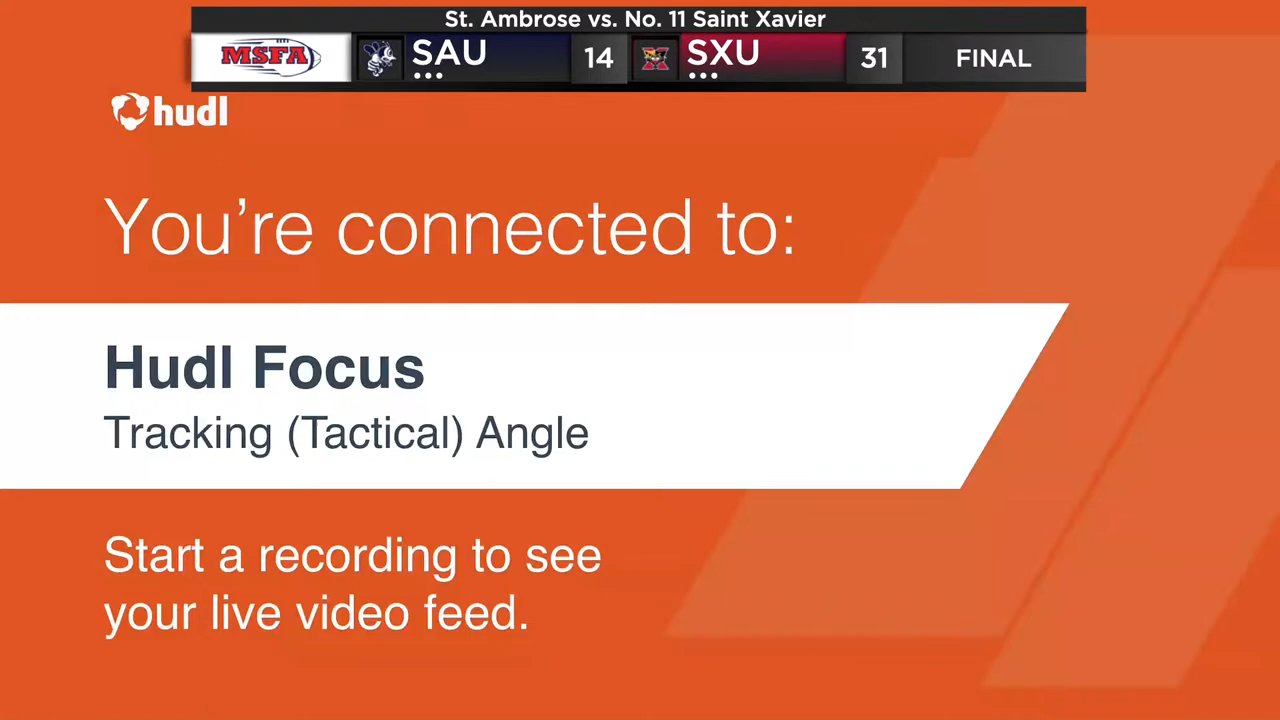 St. Ambrose vs. No. 11 Saint Xavier
MSFA SAU 14 SXU 31 FINAL
hudl
You're connected to:
Hudl Focus
Tracking (Tactical) Angle
Start a recording to see
your live video feed.